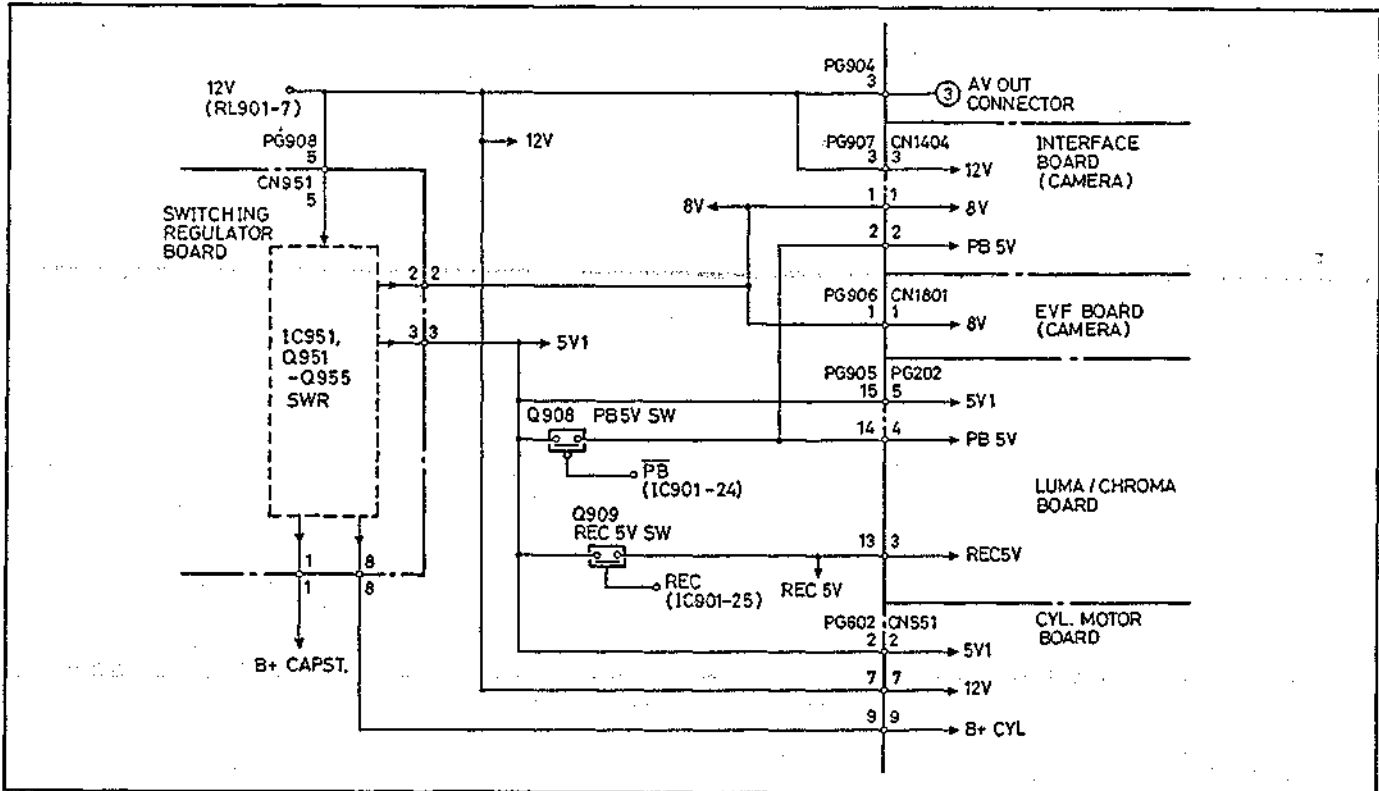 PG904
3
12V
(RL901-7)
3 AV OUT
CONNECTOR
PG908
5
12V
PG907 CN1404
3 3
12V
INTERFACE
BOARD
(CAMERA)
CN951
5
8V
1 1
8V
SWITCHING
REGULATOR
BOARD
2 2
PB 5V
2 2
PG906 CN1801
1 1
8V
EVF BOARD
(CAMERA)
3 3
5V1
IC951,
Q951
-Q955
SWR
PG905 PG202
15 5
5V1
Q908 PB5V SW
14 4
PB 5V
PB
(IC901-24)
LUMA/CHROMA
BOARD
Q909
REC 5V SW
13 3
REC5V
REC
(IC901-25)
REC 5V
1 8
1 8
PG602 CN551
2 2
5V1
CYL. MOTOR
BOARD
B+ CAPST.
7 7
12V
9 9
B+ CYL